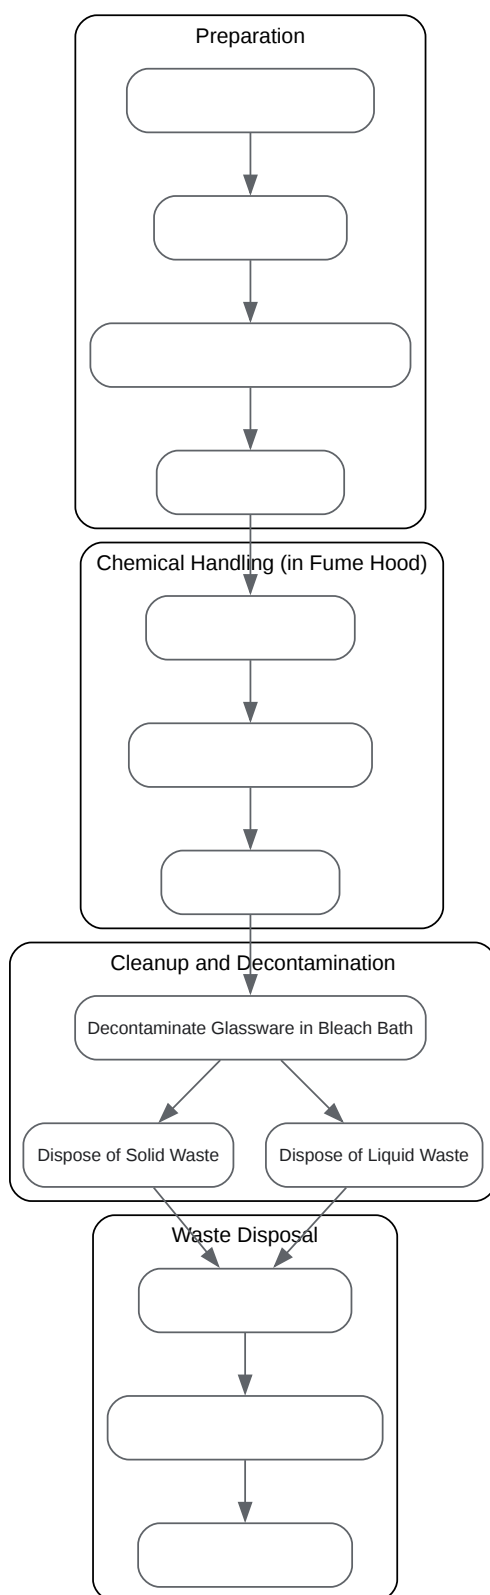 Preparation
Chemical Handling (in Fume Hood)
Cleanup and Decontamination
Decontaminate Glassware in Bleach Bath
Dispose of Solid Waste
Dispose of Liquid Waste
Waste Disposal